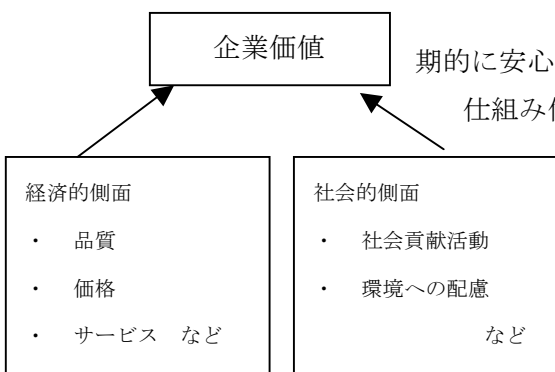 企業価値
期的に安心
仕組み
経済的側面
・ 品質
・ 価格
・ サービス など
社会的側面
・ 社会貢献活動
・ 環境への配慮
など